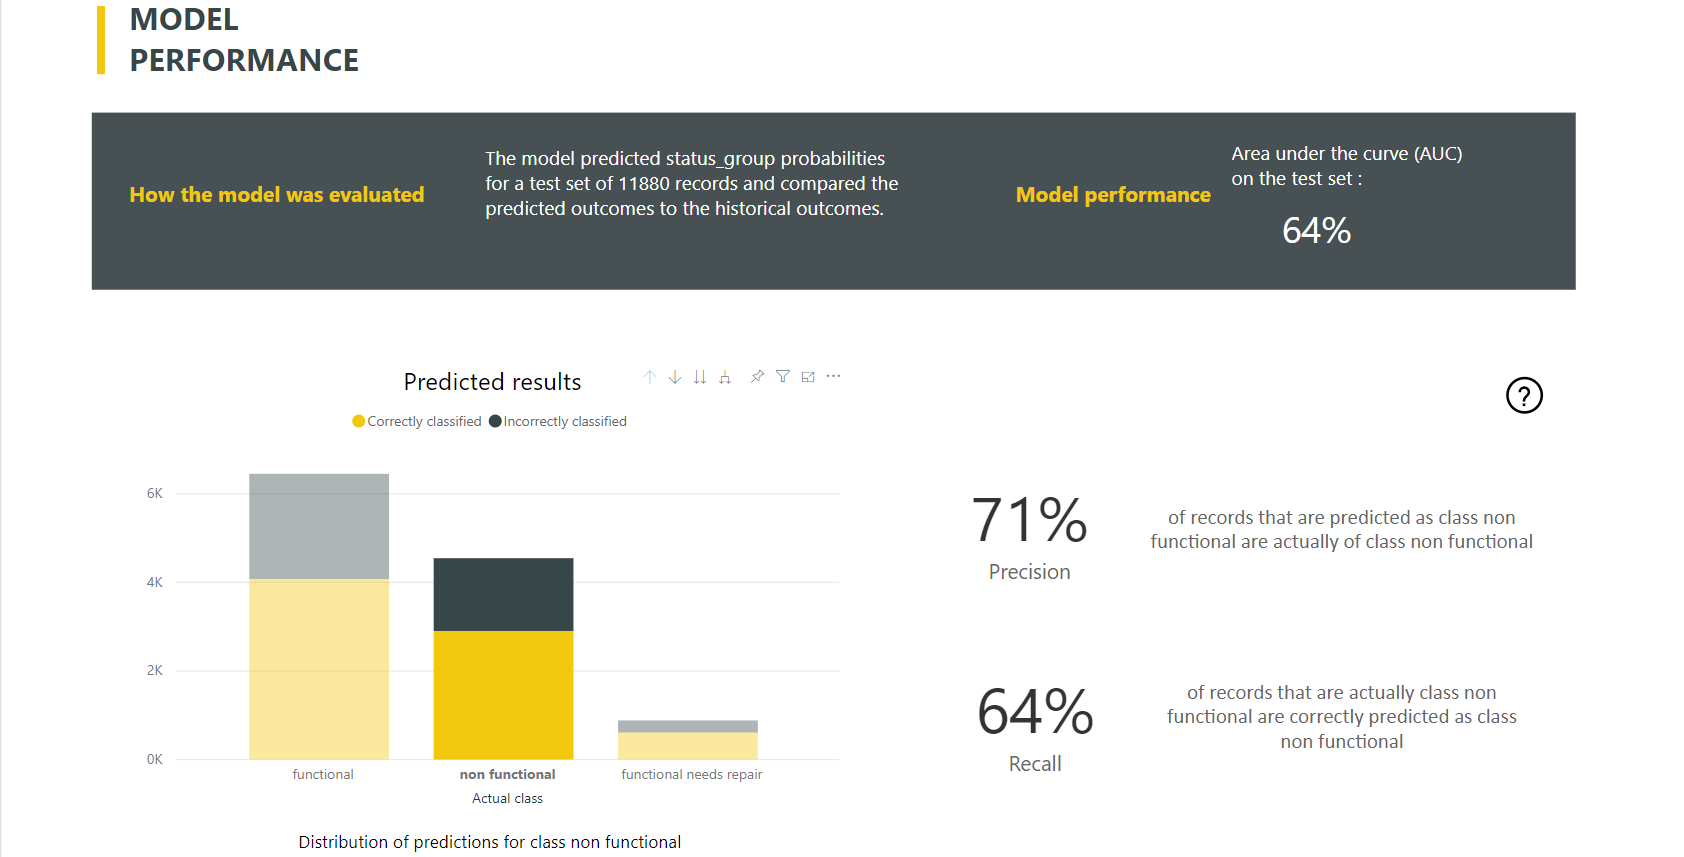 MODEL
PERFORMANCE
How the model was evaluated
The model predicted status_group probabilities
for a test set of 11880 records and compared the
predicted outcomes to the historical outcomes.
Model performance
Area under the curve (AUC)
on the test set :
64%
Predicted results
Correctly classified Incorrectly classified
6K
4K
2K
0K
functional non functional functional needs repair
Actual class
Distribution of predictions for class non functional
?
71%
Precision
of records that are predicted as class non
functional are actually of class non functional
64%
Recall
of records that are actually class non
functional are correctly predicted as class
non functional